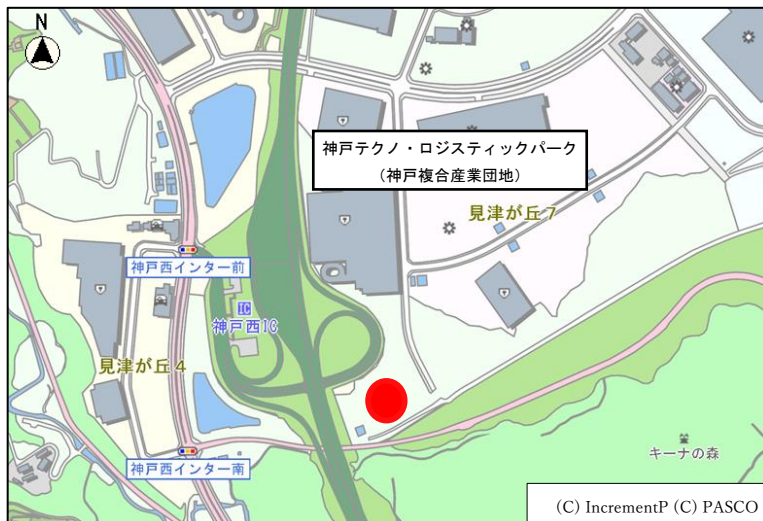 N
神戸テクノ・ロジスティックパーク
（神戸複合産業団地）
見津が丘７
神戸西インター前
IC
神戸西IC
見津が丘４
キーナの森
神戸西インター南
(C) IncrementP (C) PASCO